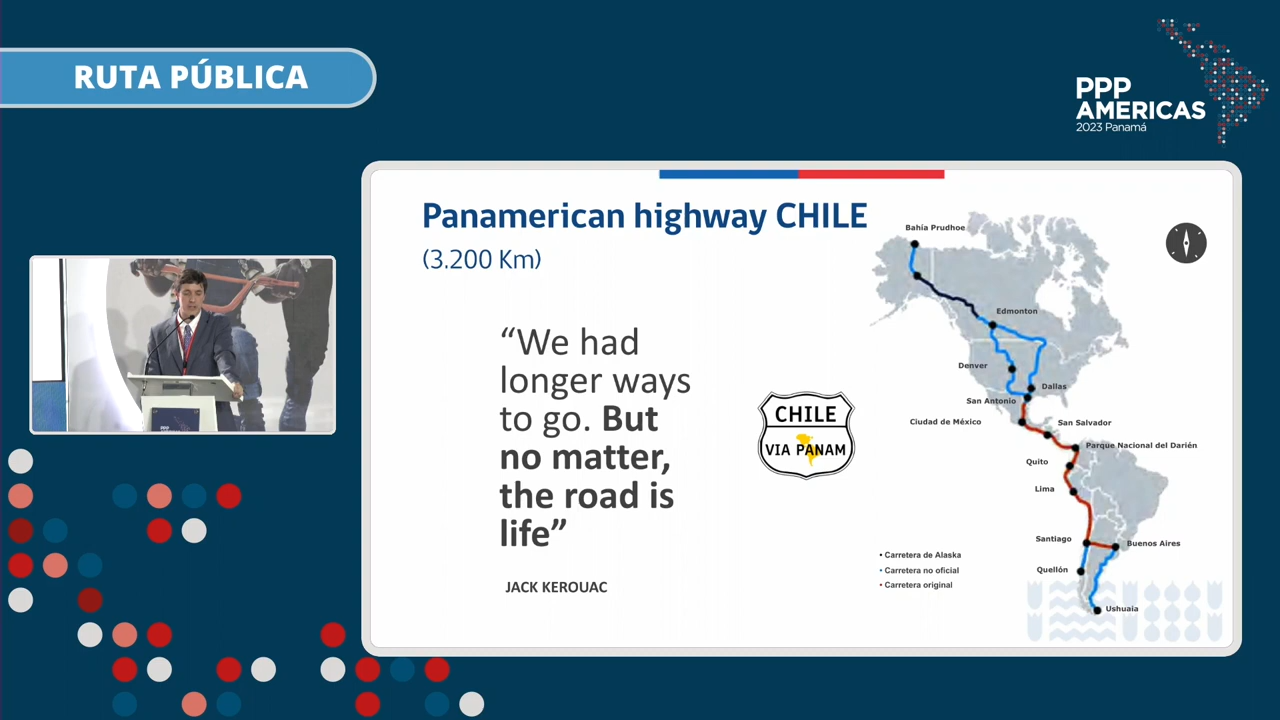 RUTA PÚBLICA
PPP
AMERICAS
2023 Panamá
Panamerican highway CHILE
(3.200 Km)
“We had
longer ways
to go. But
no matter,
the road is
life”
JACK KEROUAC
CHILE
VIA PANAM
Bahía Prudhoe
Edmonton
Denver
Dallas
San Antonio
Ciudad de México
San Salvador
Parque Nacional del Darién
Quito
Lima
Santiago
Buenos Aires
Quellón
Ushuaia
Carretera de Alaska
Carretera no oficial
Carretera original